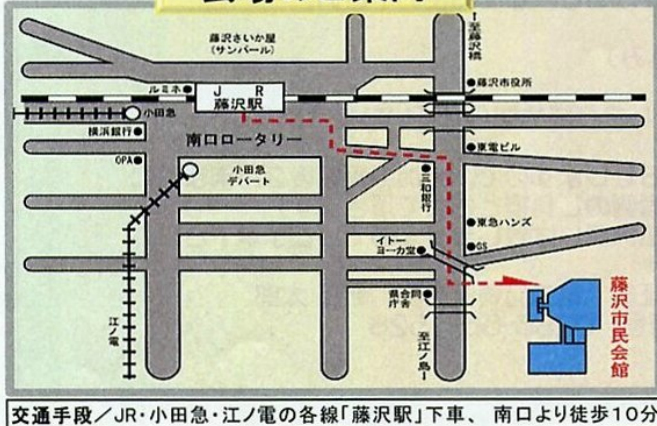 藤沢さいか屋
(サンパール)
至藤沢橋
ルミネ
JR
藤沢駅
藤沢市役所
小田急
横浜銀行
南口ロータリー
東電ビル
OPA
小田急
デパート
三和銀行
東急ハンズ
イトー
ヨーカ堂
GS
県合同
庁舎
江ノ電
至江ノ島
藤沢市民会館
交通手段/JR・小田急・江ノ電の各線「藤沢駅」下車、 南口より徒歩10分